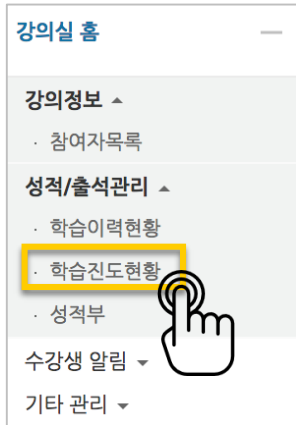 강의실 홈
강의정보 ▲
· 참여자목록
성적/출석관리 ▲
· 학습이력현황
· 학습진도현황
· 성적부
수강생 알림 ▼
기타 관리 ▼